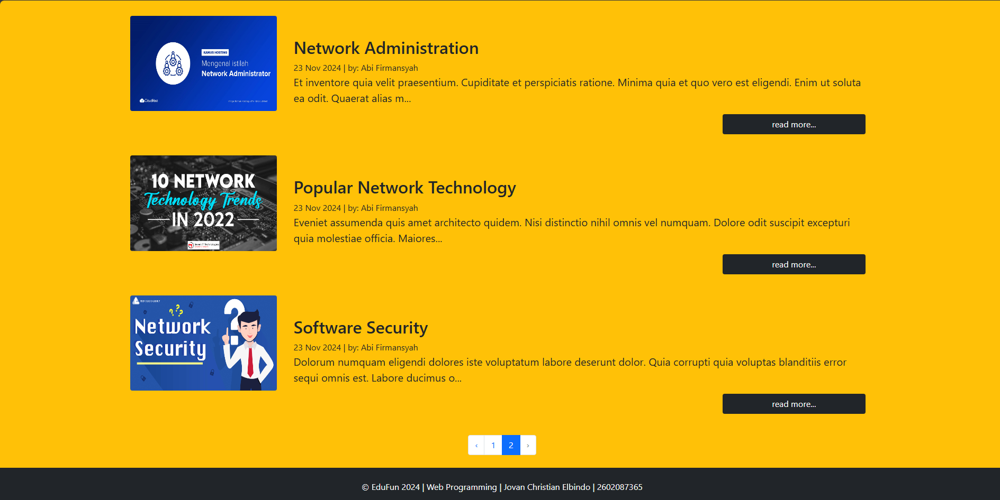 KAMUS HOSTING
Mengenal istilah
Network Administrator
CloudHost
Network Administration
23 Nov 2024 | by: Abi Firmansyah
Et inventore quia velit praesentium. Cupiditate et perspiciatis ratione. Minima quia et quo vero est eligendi. Enim ut soluta
ea odit. Quaerat alias m...
read more...
10 NETWORK
Technology Trends
IN 2022
Seven IT Technologies
Popular Network Technology
23 Nov 2024 | by: Abi Firmansyah
Eveniet assumenda quis amet architecto quidem. Nisi distinctio nihil omnis vel numquam. Dolore odit suscipit excepturi
quia molestiae officia. Maiores...
read more...
???
?
Network
Security
Software Security
23 Nov 2024 | by: Abi Firmansyah
Dolorum numquam eligendi dolores iste voluptatum labore deserunt dolor. Quia corrupti quia voluptas blanditiis error
sequi omnis est. Labore ducimus o...
read more...
‹ 1 2 ›
© EduFun 2024 | Web Programming | Jovan Christian Elbindo | 2602087365